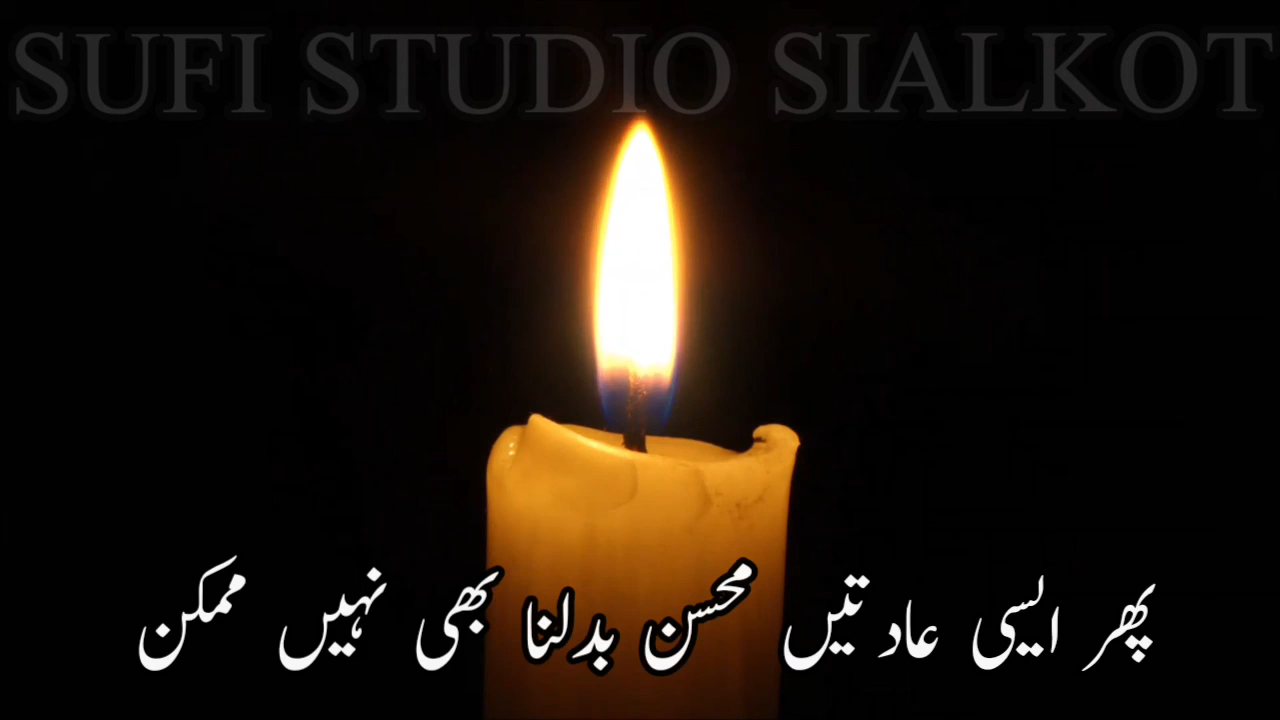 SUFI STUDIO SIALKOT
پھر ایسی عادتیں محسن بدلنا بھی نہیں ممکن